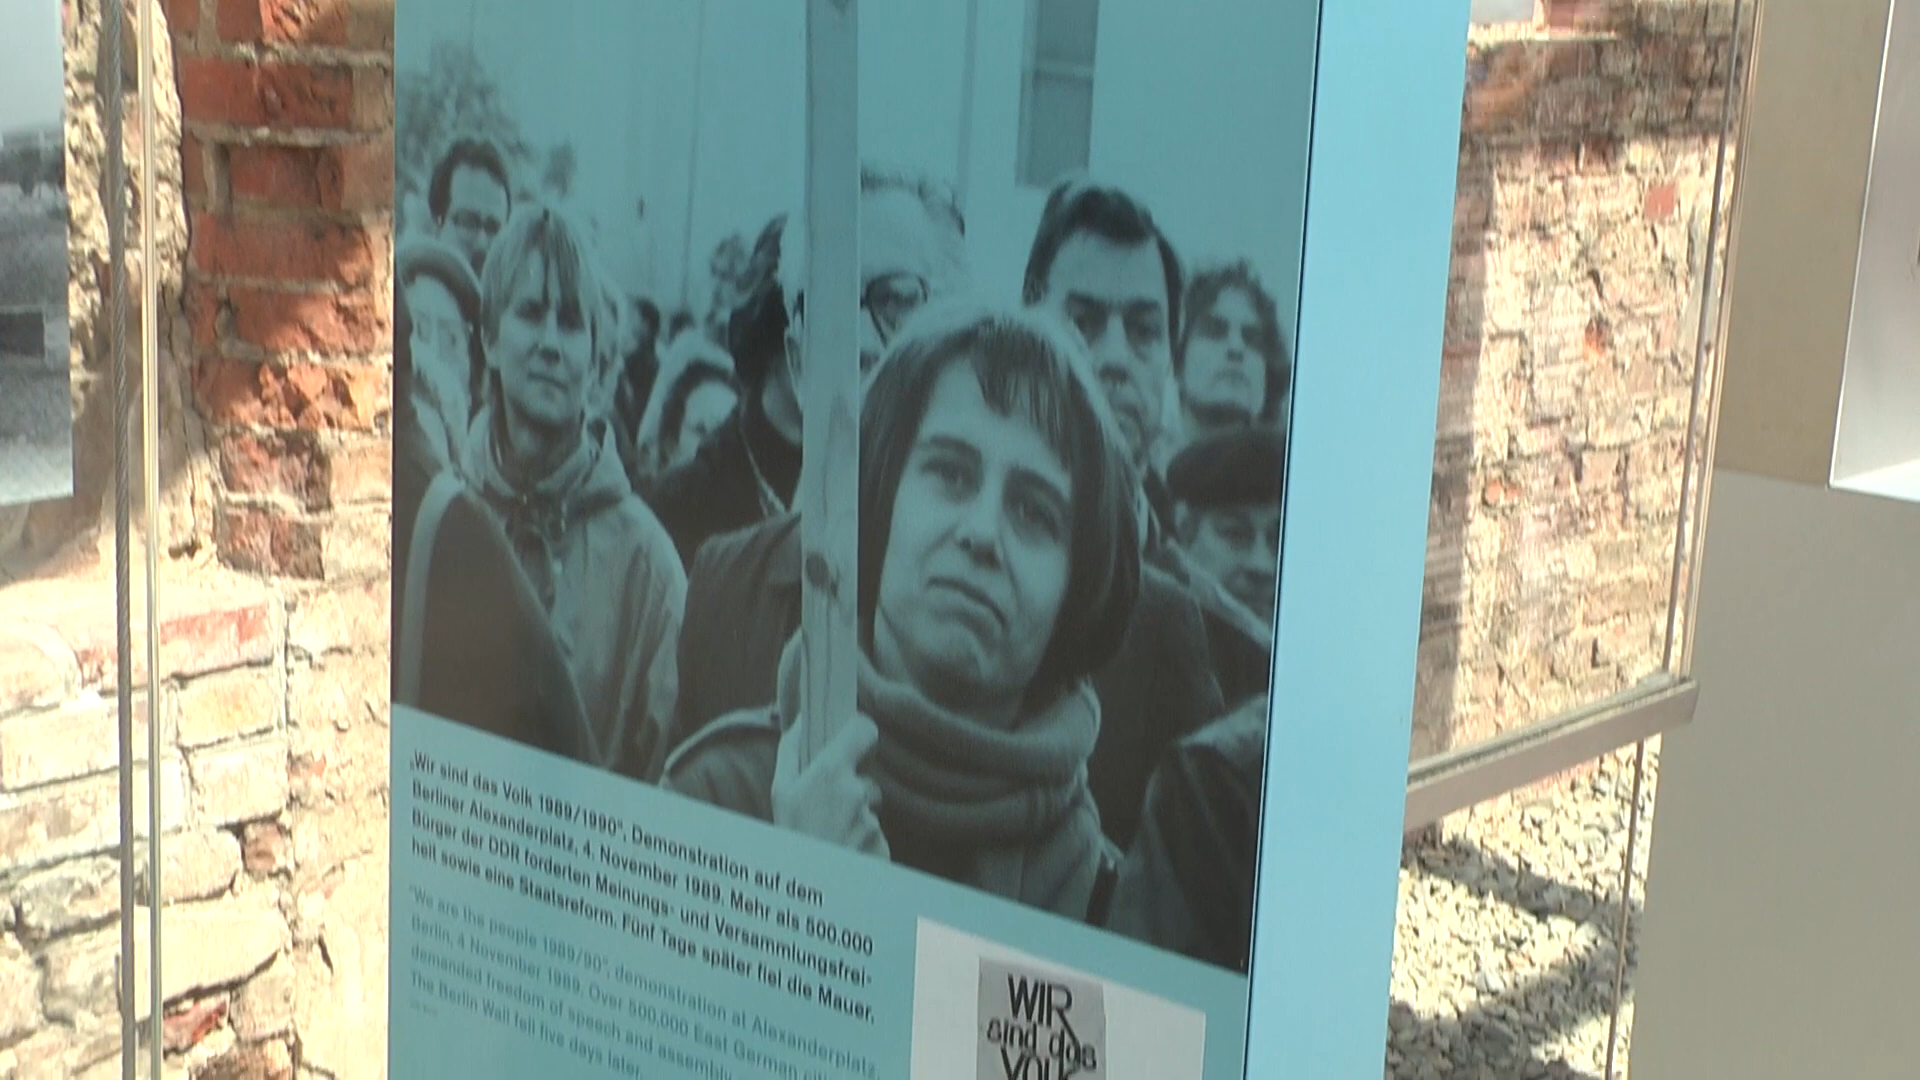 „Wir sind das Volk 1989/1990“, Demonstration auf dem
Berliner Alexanderplatz, 4. November 1989. Mehr als 500.000
Bürger der DDR forderten Meinungs- und Versammlungsfrei-
heit sowie eine Staatsreform. Fünf Tage später fiel die Mauer.
"We are the people 1989/90", demonstration at Alexanderplatz,
Berlin, 4 November 1989. Over 500,000 East German
demanded freedom of speech and assembly
The Berlin Wall fell five days later.
WIR
sind das
VOLK